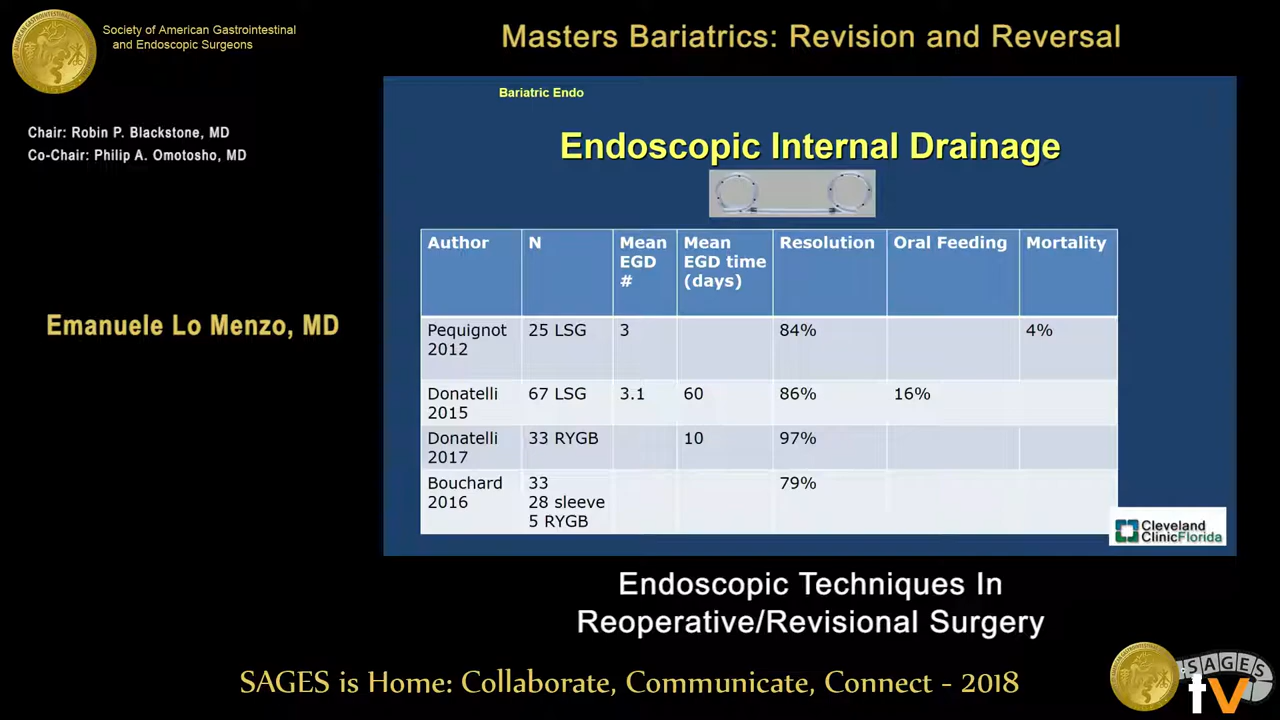 Society of American Gastrointestinal
and Endoscopic Surgeons
Masters Bariatrics: Revision and Reversal
Chair: Robin P. Blackstone, MD
Co-Chair: Philip A. Omotosho, MD
Emanuele Lo Menzo, MD
Bariatric Endo
Endoscopic Internal Drainage
Author N Mean EGD # Mean EGD time (days) Resolution Oral Feeding Mortality
Pequignot 2012 25 LSG 3 84% 4%
Donatelli 2015 67 LSG 3.1 60 86% 16%
Donatelli 2017 33 RYGB 10 97%
Bouchard 2016 33 28 sleeve 5 RYGB 79%
Cleveland
ClinicFlorida
Endoscopic Techniques In
Reoperative/Revisional Surgery
SAGES is Home: Collaborate, Communicate, Connect - 2018
SAGES
tv